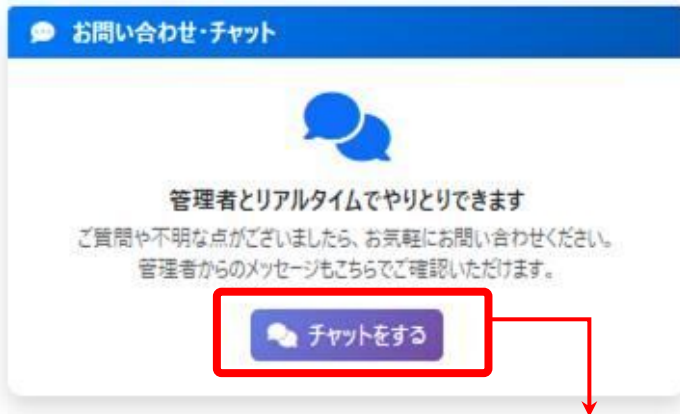 お問い合わせ・チャット
管理者とリアルタイムでやりとりできます
ご質問や不明な点がございましたら、お気軽にお問い合わせください。
管理者からのメッセージもこちらでご確認いただけます。
チャットをする